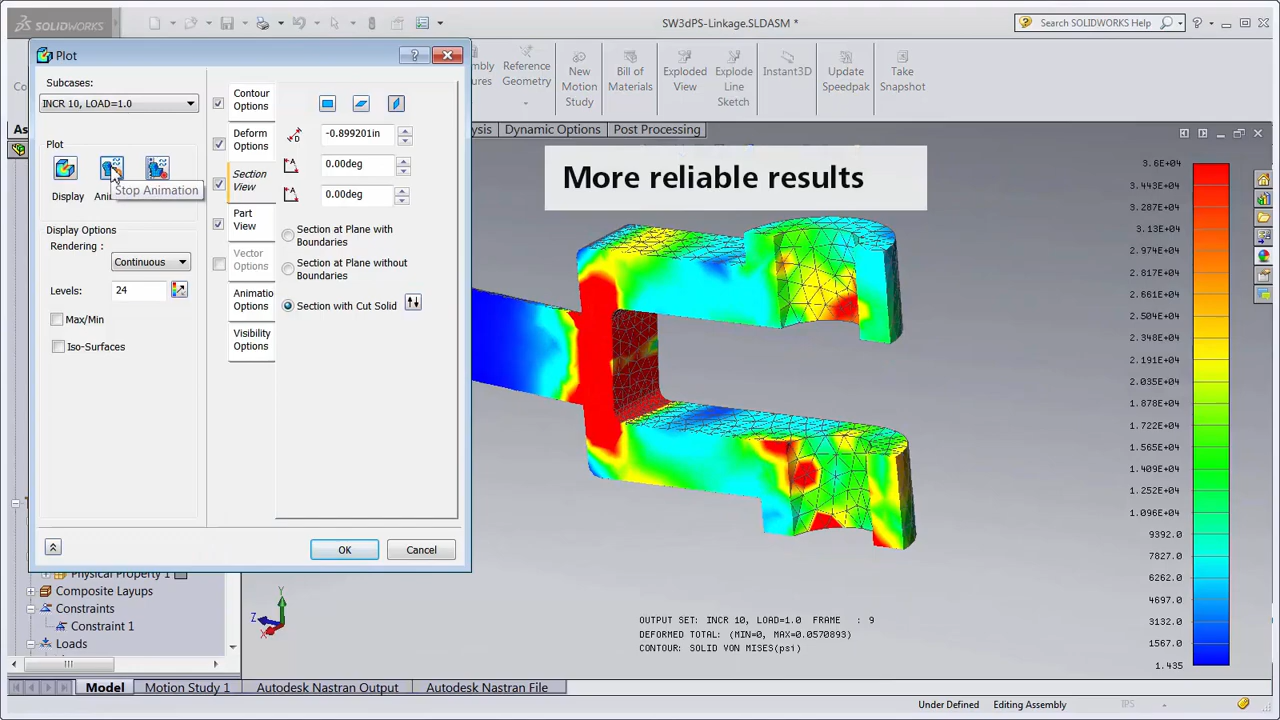 SOLIDWORKS
SW3dPS-Linkage.SLDASM *
Search SOLIDWORKS Help
Reference
Geometry
New
Motion
Study
Bill of
Materials
Exploded
View
Explode
Line
Sketch
Instant3D
Update
Speedpak
Take
Snapshot
Dynamic Options
Post Processing
Plot
Subcases:
INCR 10, LOAD=1.0
Plot
Display
Stop Animation
Display Options
Rendering :
Continuous
Levels:
24
Max/Min
Iso-Surfaces
Contour
Options
Deform
Options
Section
View
Part
View
Vector
Options
Animatio
Options
Visibility
Options
-0.899201in
0.00deg
0.00deg
Section at Plane with
Boundaries
Section at Plane without
Boundaries
Section with Cut Solid
OK
Cancel
More reliable results
3.6E+04
3.443E+04
3.287E+04
3.13E+04
2.974E+04
2.817E+04
2.661E+04
2.504E+04
2.348E+04
2.191E+04
2.035E+04
1.878E+04
1.722E+04
1.565E+04
1.409E+04
1.252E+04
1.096E+04
9392.0
7827.0
6262.0
4697.0
3132.0
1567.0
1.435
Physical Property 1
Composite Layups
Constraints
Constraint 1
Loads
Y
Z
X
OUTPUT SET: INCR 10, LOAD=1.0 FRAME : 9
DEFORMED TOTAL: (MIN=0, MAX=0.0570893)
CONTOUR: SOLID VON MISES(psi)
Model
Motion Study 1
Autodesk Nastran Output
Autodesk Nastran File
Under Defined
Editing Assembly
IPS